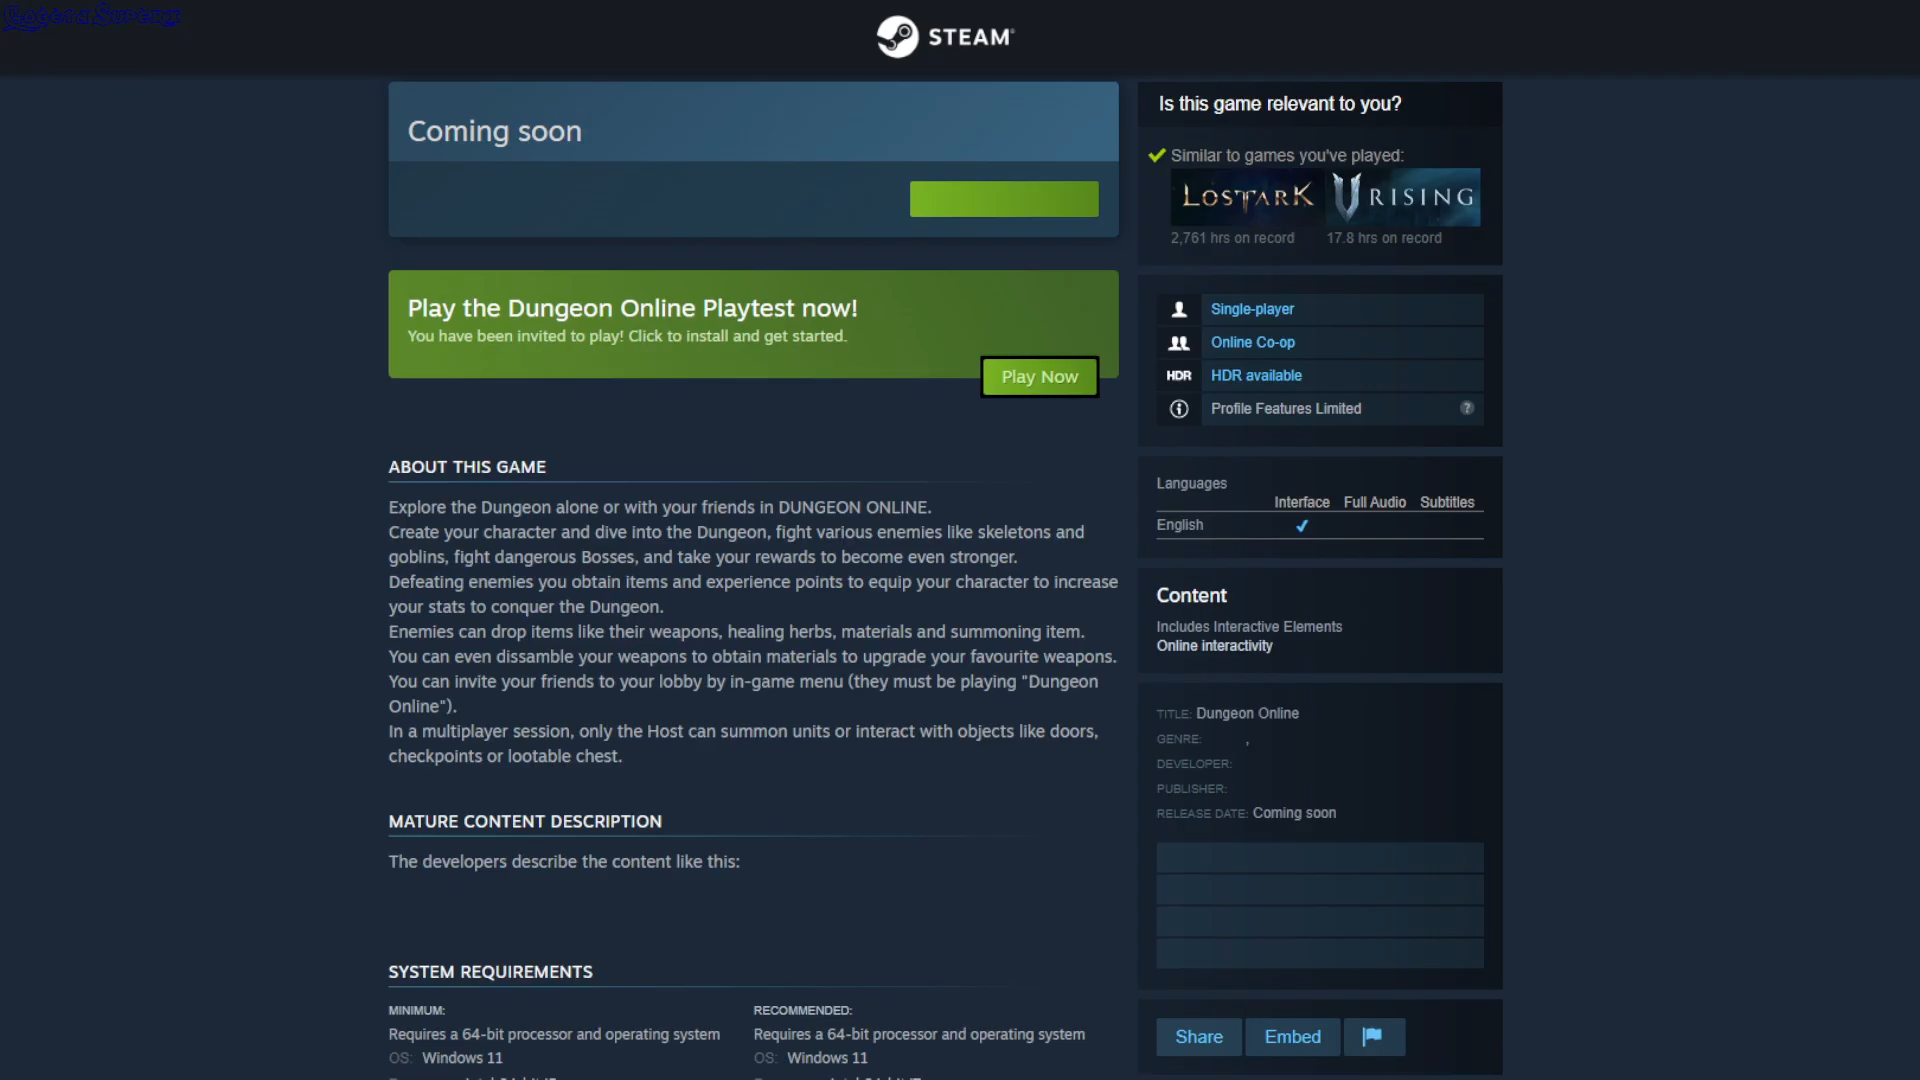 STEAM
Coming soon
Play the Dungeon Online Playtest now!
You have been invited to play! Click to install and get started.
Play Now
ABOUT THIS GAME
Explore the Dungeon alone or with your friends in DUNGEON ONLINE.
Create your character and dive into the Dungeon, fight various enemies like skeletons and
goblins, fight dangerous Bosses, and take your rewards to become even stronger.
Defeating enemies you obtain items and experience points to equip your character to increase
your stats to conquer the Dungeon.
Enemies can drop items like their weapons, healing herbs, materials and summoning item.
You can even dissamble your weapons to obtain materials to upgrade your favourite weapons.
You can invite your friends to your lobby by in-game menu (they must be playing "Dungeon
Online").
In a multiplayer session, only the Host can summon units or interact with objects like doors,
checkpoints or lootable chest.
MATURE CONTENT DESCRIPTION
The developers describe the content like this:
SYSTEM REQUIREMENTS
MINIMUM:
Requires a 64-bit processor and operating system
OS: Windows 11
RECOMMENDED:
Requires a 64-bit processor and operating system
OS: Windows 11
Is this game relevant to you?
Similar to games you've played:
LOST ARK
V RISING
2,761 hrs on record
17.8 hrs on record
Single-player
Online Co-op
HDR HDR available
Profile Features Limited ?
Languages
Interface Full Audio Subtitles
English ✔
Content
Includes Interactive Elements
Online interactivity
TITLE: Dungeon Online
GENRE: ,
DEVELOPER:
PUBLISHER:
RELEASE DATE: Coming soon
Share Embed